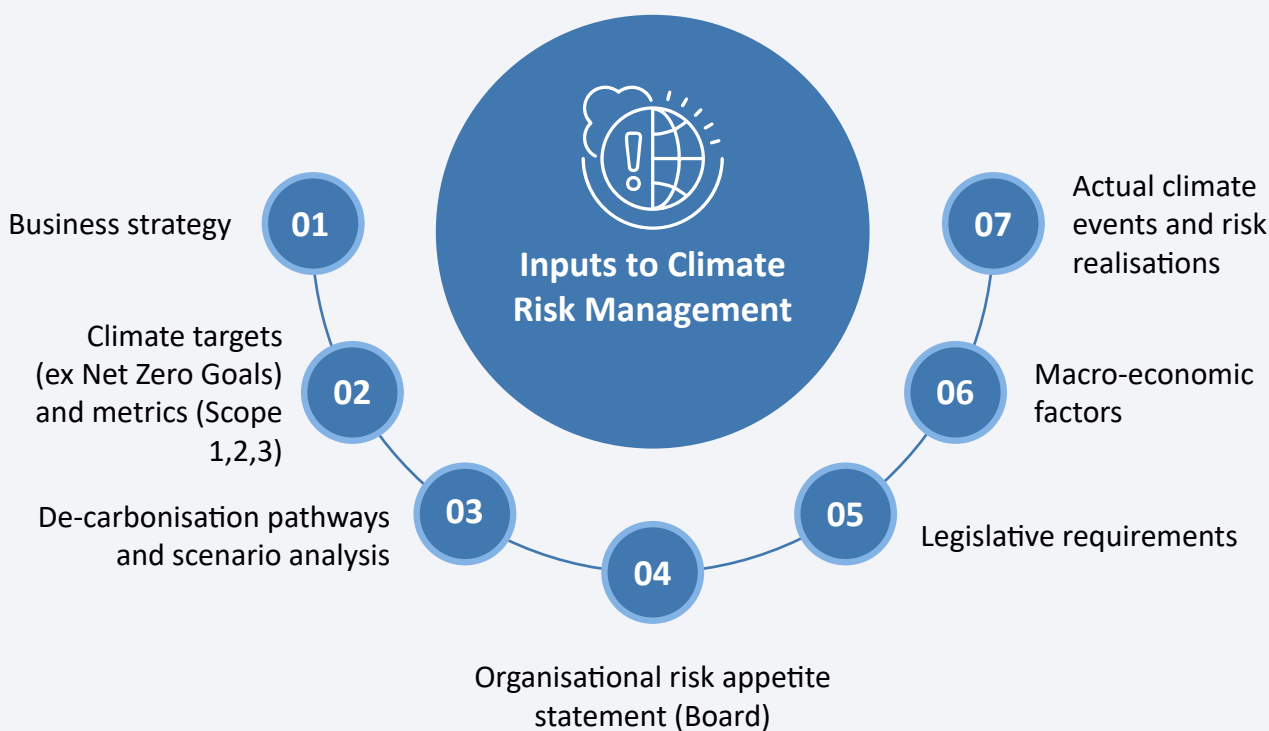 Inputs to Climate
Risk Management
01
Business strategy
02
Climate targets
(ex Net Zero Goals)
and metrics (Scope
1,2,3)
03
De-carbonisation pathways
and scenario analysis
04
Organisational risk appetite
statement (Board)
05
Legislative requirements
06
Macro-economic
factors
07
Actual climate
events and risk
realisations